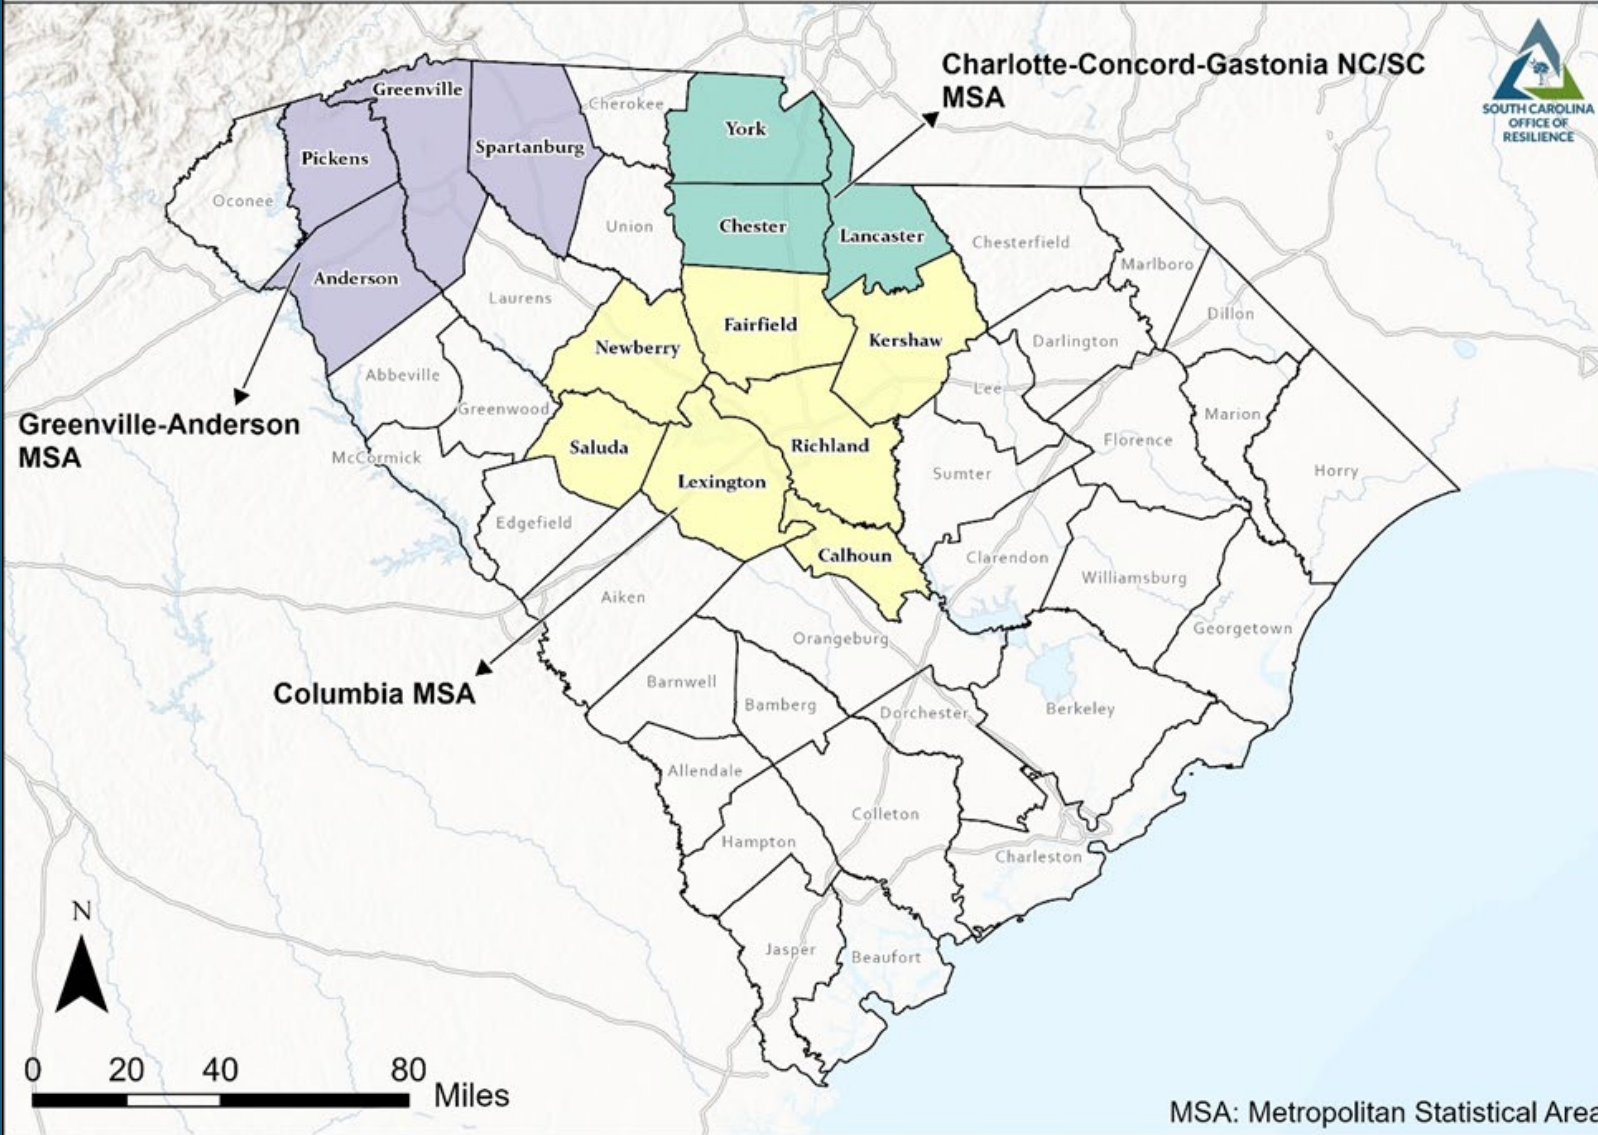 Charlotte-Concord-Gastonia NC/SC
MSA
SOUTH CAROLINA
OFFICE OF
RESILIENCE
Greenville
Cherokee
York
Spartanburg
Pickens
Oconee
Union
Chester
Lancaster
Chesterfield
Marlboro
Anderson
Laurens
Dillon
Fairfield
Kershaw
Darlington
Newberry
Abbeville
Lee
Greenwood
Marion
Greenville-Anderson
MSA
Saluda
Richland
Florence
McCormick
Sumter
Horry
Lexington
Edgefield
Calhoun
Clarendon
Williamsburg
Aiken
Georgetown
Orangeburg
Columbia MSA
Barnwell
Bamberg
Dorchester
Berkeley
Allendale
Colleton
Hampton
Charleston
N
Jasper
Beaufort
0 20 40 80
Miles
MSA: Metropolitan Statistical Area